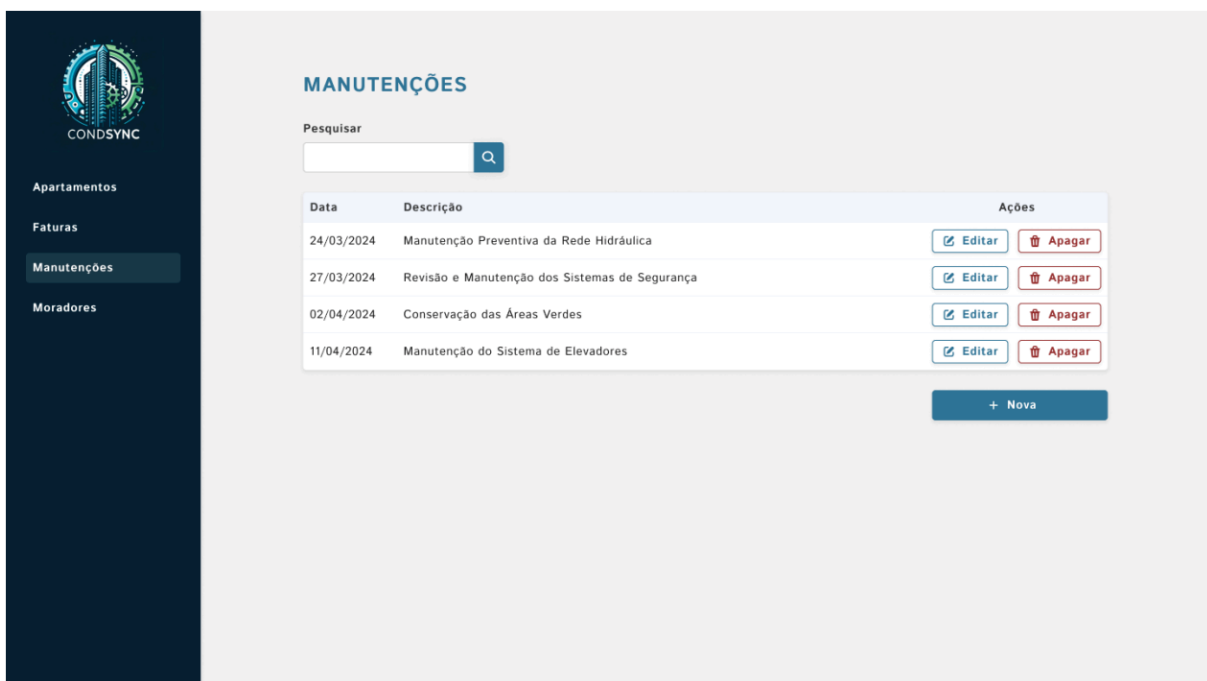 CONDSYNC
Apartamentos
Faturas
Manutenções
Moradores
MANUTENÇÕES
Pesquisar
Data Descrição Ações
24/03/2024 Manutenção Preventiva da Rede Hidráulica Editar Apagar
27/03/2024 Revisão e Manutenção dos Sistemas de Segurança Editar Apagar
02/04/2024 Conservação das Áreas Verdes Editar Apagar
11/04/2024 Manutenção do Sistema de Elevadores Editar Apagar
+ Nova